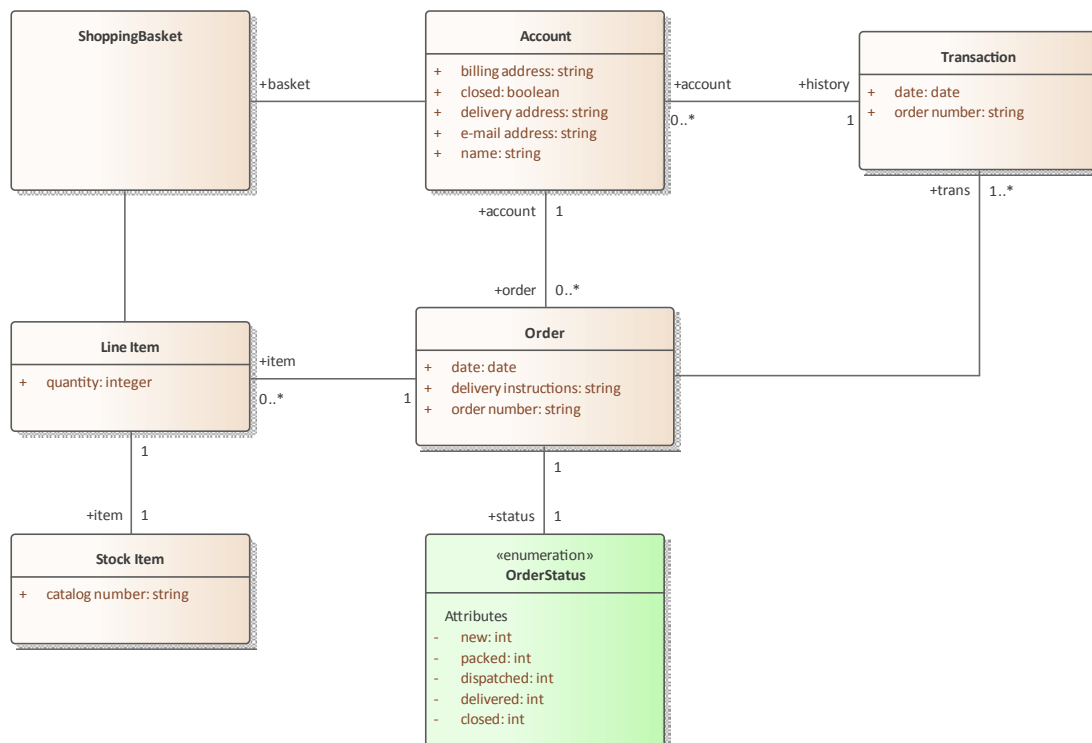 ShoppingBasket
+basket
Account
+ billing address: string
+ closed: boolean
+ delivery address: string
+ e-mail address: string
+ name: string
+account
0..*
+history
1
Transaction
+ date: date
+ order number: string
+trans
1..*
+account
1
+order
0..*
Line Item
+ quantity: integer
+item
0..*
1
Order
+ date: date
+ delivery instructions: string
+ order number: string
1
+item
1
Stock Item
+ catalog number: string
1
+status
1
«enumeration»
OrderStatus
Attributes
- new: int
- packed: int
- dispatched: int
- delivered: int
- closed: int